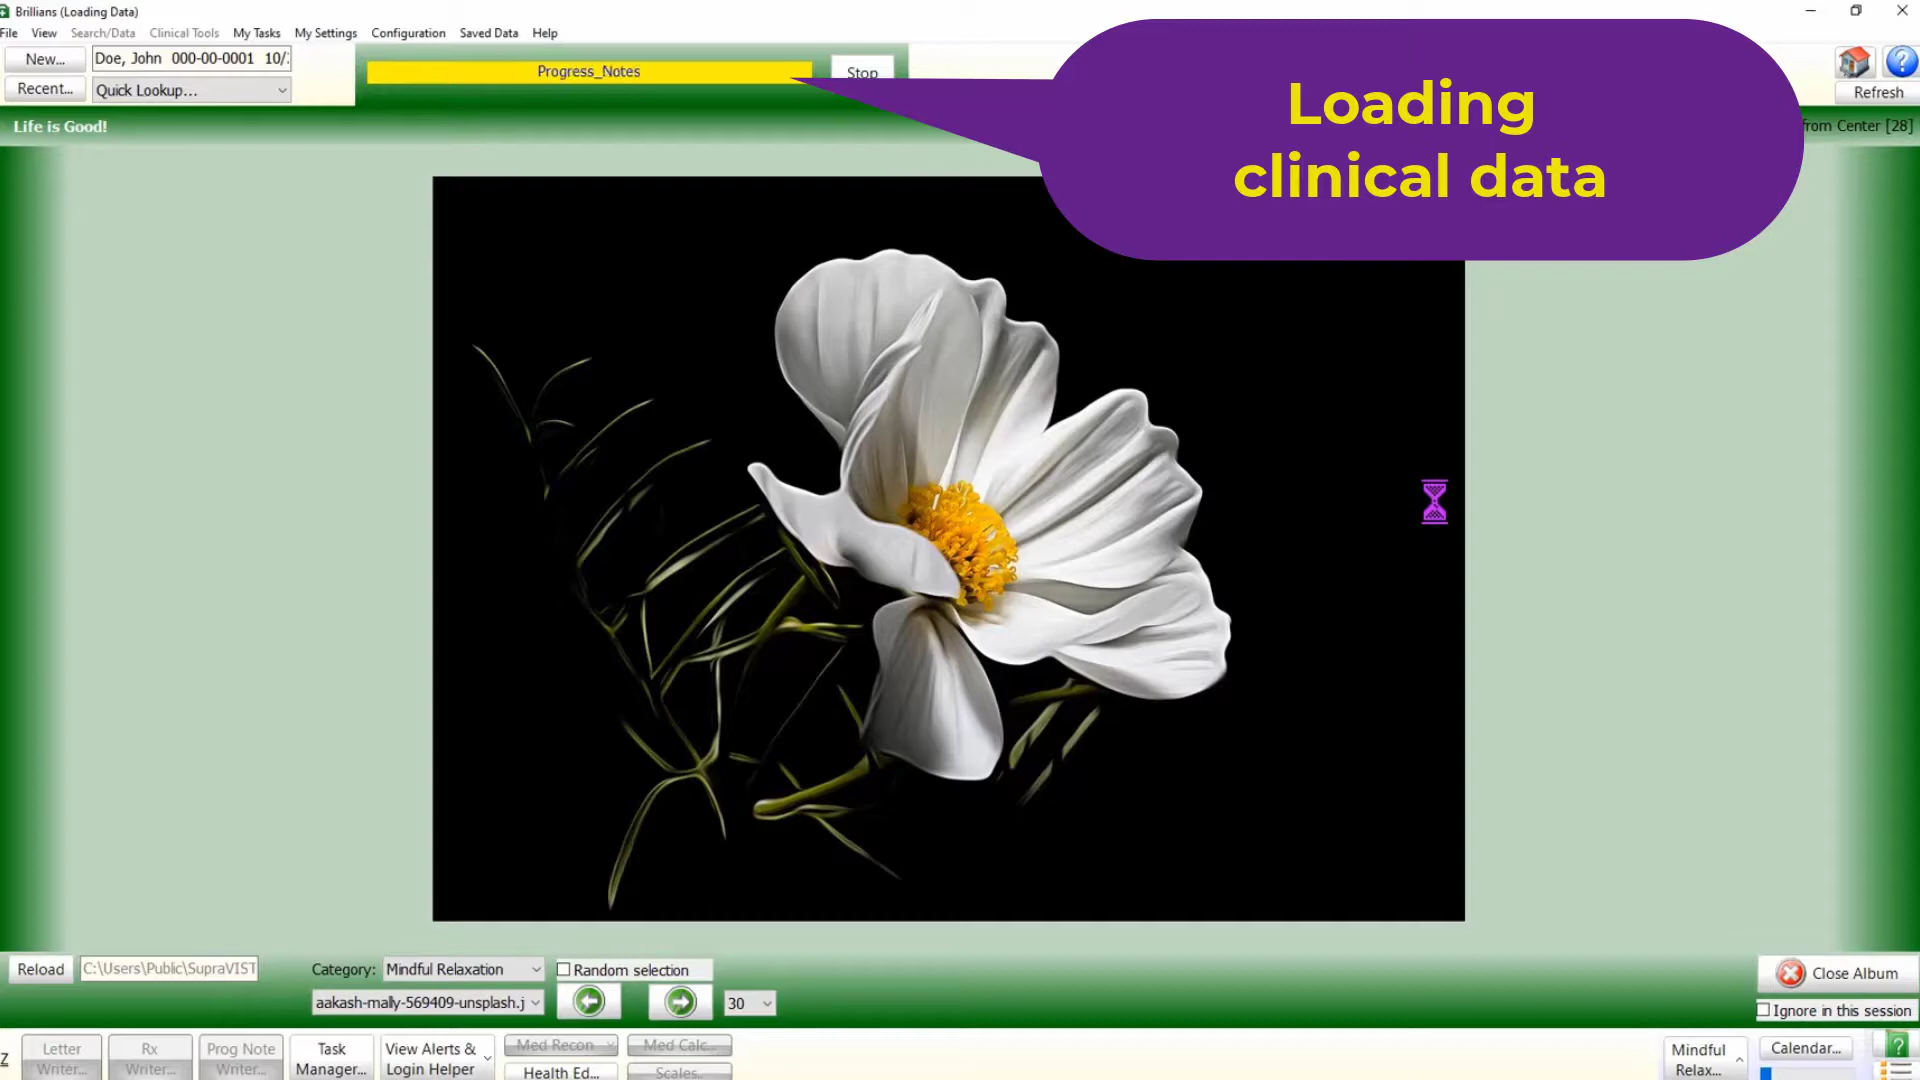 Brillians (Loading Data)
File View Search/Data Clinical Tools My Tasks My Settings Configuration Saved Data Help
New... Doe, John 000-00-0001 10/
Progress_Notes Stop
Recent... Quick Lookup...
Refresh
Loading
clinical data
Life is Good!
from Center [28]
Reload C:\Users\Public\SupraVIST
Category: Mindful Relaxation Random selection
Close Album
aakash-mally-569409-unsplash.j 30
Ignore in this session
Z
Letter
Writer...
Rx
Writer...
Prog Note
Writer...
Task
Manager...
View Alerts &
Login Helper
Med Recon
Health Ed...
Med Calc...
Scales...
Mindful
Relax...
Calendar...